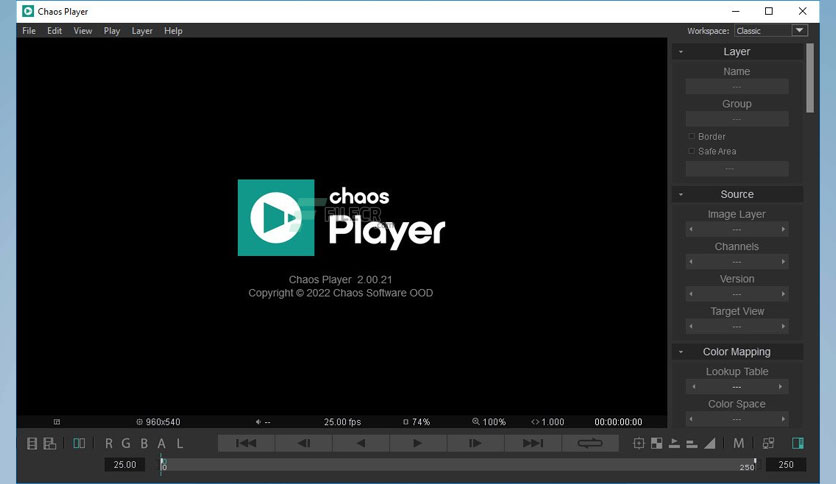 Chaos Player
File Edit View Play Layer Help
Workspace: Classic
Layer
Name
---
Group
---
Border
Safe Area
---
Source
Image Layer
---
Channels
---
Version
---
Target View
---
Color Mapping
Lookup Table
---
Color Space
---
chaos
FILECR
Player
Chaos Player 2.00.21
Copyright © 2022 Chaos Software OOD
960x540 -- 25.00 fps 74% 100% 1.000 00:00:00:00
R G B A L M
25.00 0 250 250